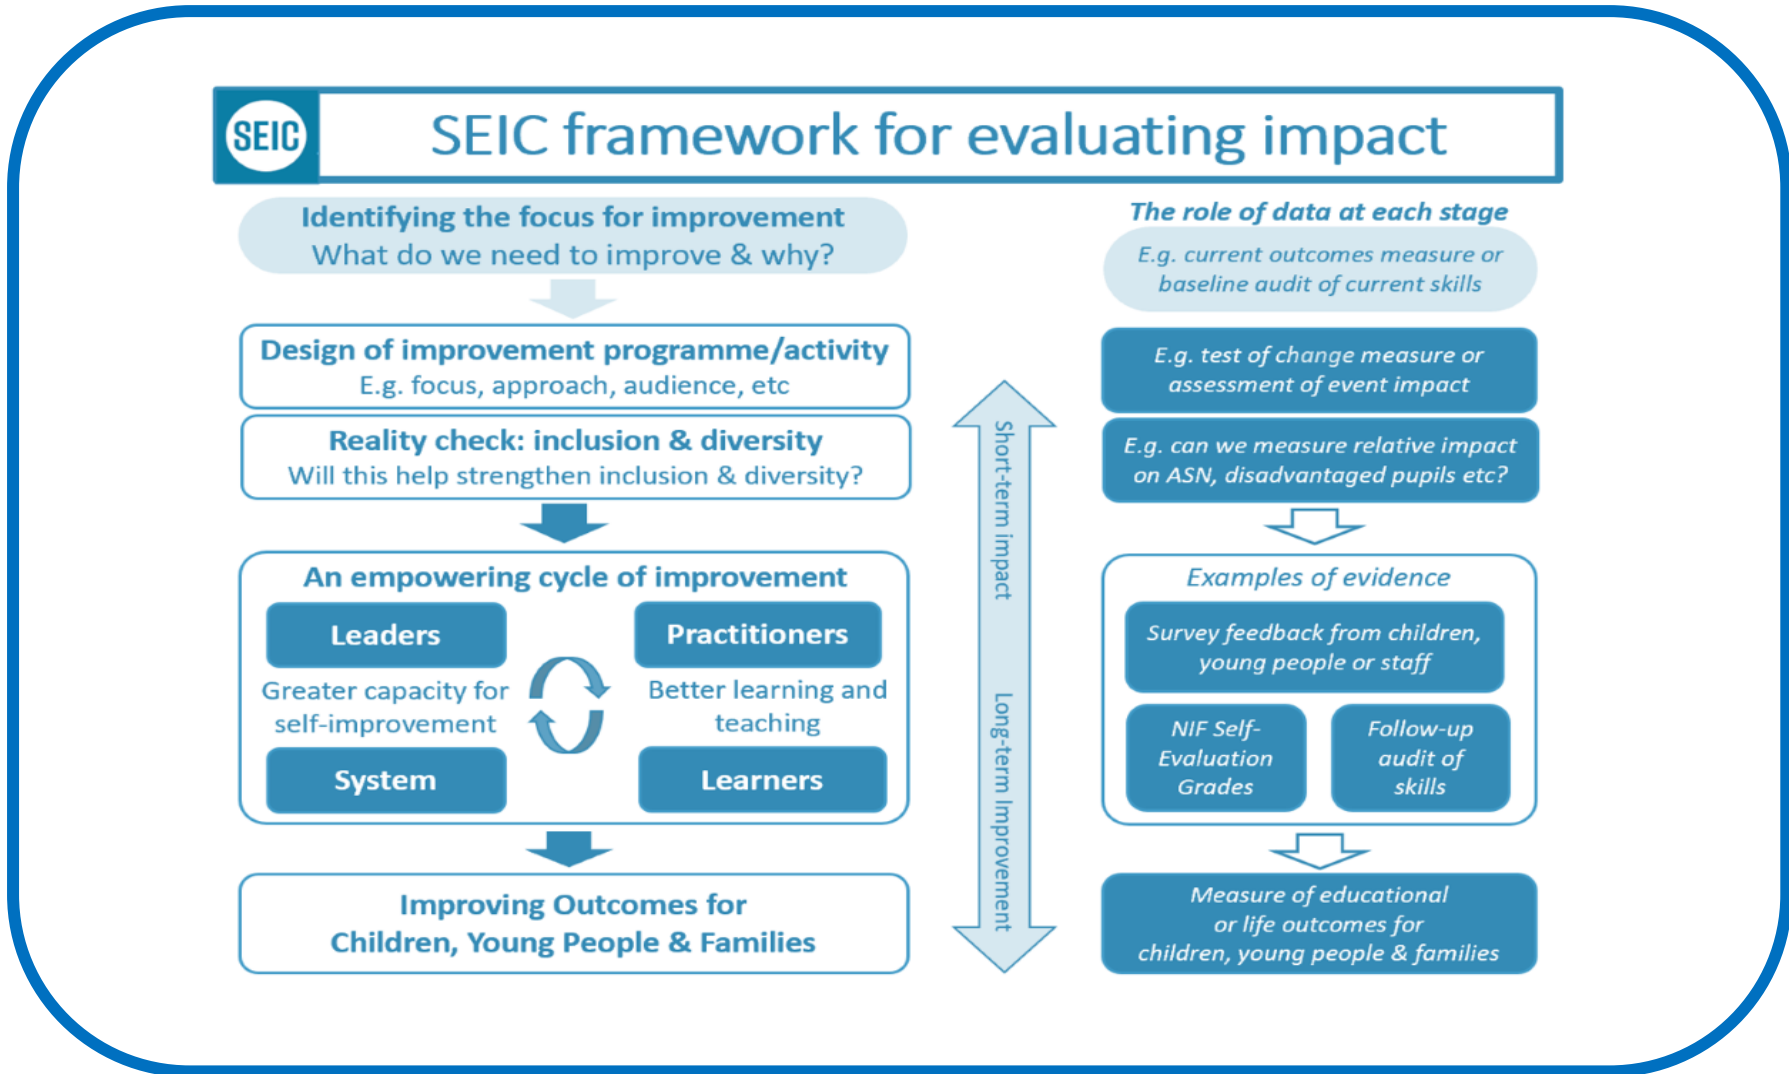 SEIC
SEIC framework for evaluating impact
Identifying the focus for improvement
What do we need to improve & why?
Design of improvement programme/activity
E.g. focus, approach, audience, etc
Reality check: inclusion & diversity
Will this help strengthen inclusion & diversity?
An empowering cycle of improvement
Leaders
Practitioners
Greater capacity for
self-improvement
Better learning and
teaching
System
Learners
Improving Outcomes for
Children, Young People & Families
Short-term impact
Long-term Improvement
The role of data at each stage
E.g. current outcomes measure or
baseline audit of current skills
E.g. test of change measure or
assessment of event impact
E.g. can we measure relative impact
on ASN, disadvantaged pupils etc?
Examples of evidence
Survey feedback from children,
young people or staff
NIF Self-
Evaluation
Grades
Follow-up
audit of
skills
Measure of educational
or life outcomes for
children, young people & families